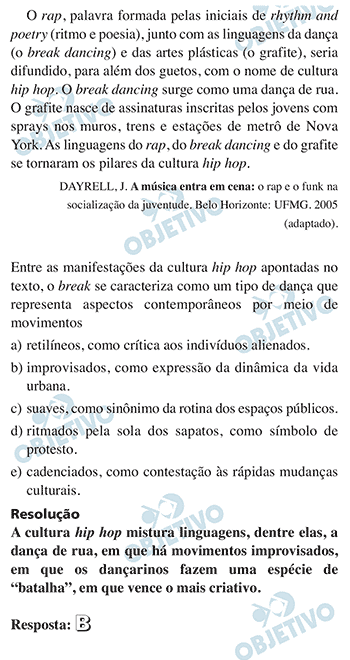 O rap, palavra formada pelas iniciais de rhythm and
poetry (ritmo e poesia), junto com as linguagens da dança
(o break dancing) e das artes plásticas (o grafite), seria
difundido, para além dos guetos, com o nome de cultura
hip hop. O break dancing surge como uma dança de rua.
O grafite nasce de assinaturas inscritas pelos jovens com
sprays nos muros, trens e estações de metrô de Nova
York. As linguagens do rap, do break dancing e do grafite
se tornaram os pilares da cultura hip hop.
DAYRELL, J. A música entra em cena: o rap e o funk na
socialização da juventude. Belo Horizonte: UFMG, 2005
(adaptado).
Entre as manifestações da cultura hip hop apontadas no
texto, o break se caracteriza como um tipo de dança que
representa aspectos contemporâneos por meio de
movimentos
a) retilíneos, como crítica aos indivíduos alienados.
b) improvisados, como expressão da dinâmica da vida
urbana.
c) suaves, como sinônimo da rotina dos espaços públicos.
d) ritmados pela sola dos sapatos, como símbolo de
protesto.
e) cadenciados, como contestação às rápidas mudanças
culturais.
Resolução
A cultura hip hop mistura linguagens, dentre elas, a
dança de rua, em que há movimentos improvisados,
em que os dançarinos fazem uma espécie de
“batalha”, em que vence o mais criativo.
Resposta: B
OBJETIVO
OBJETIVO
OBJETIVO
OBJETIVO
OBJETIVO
OBJETIVO
OBJETIVO
OBJETIVO